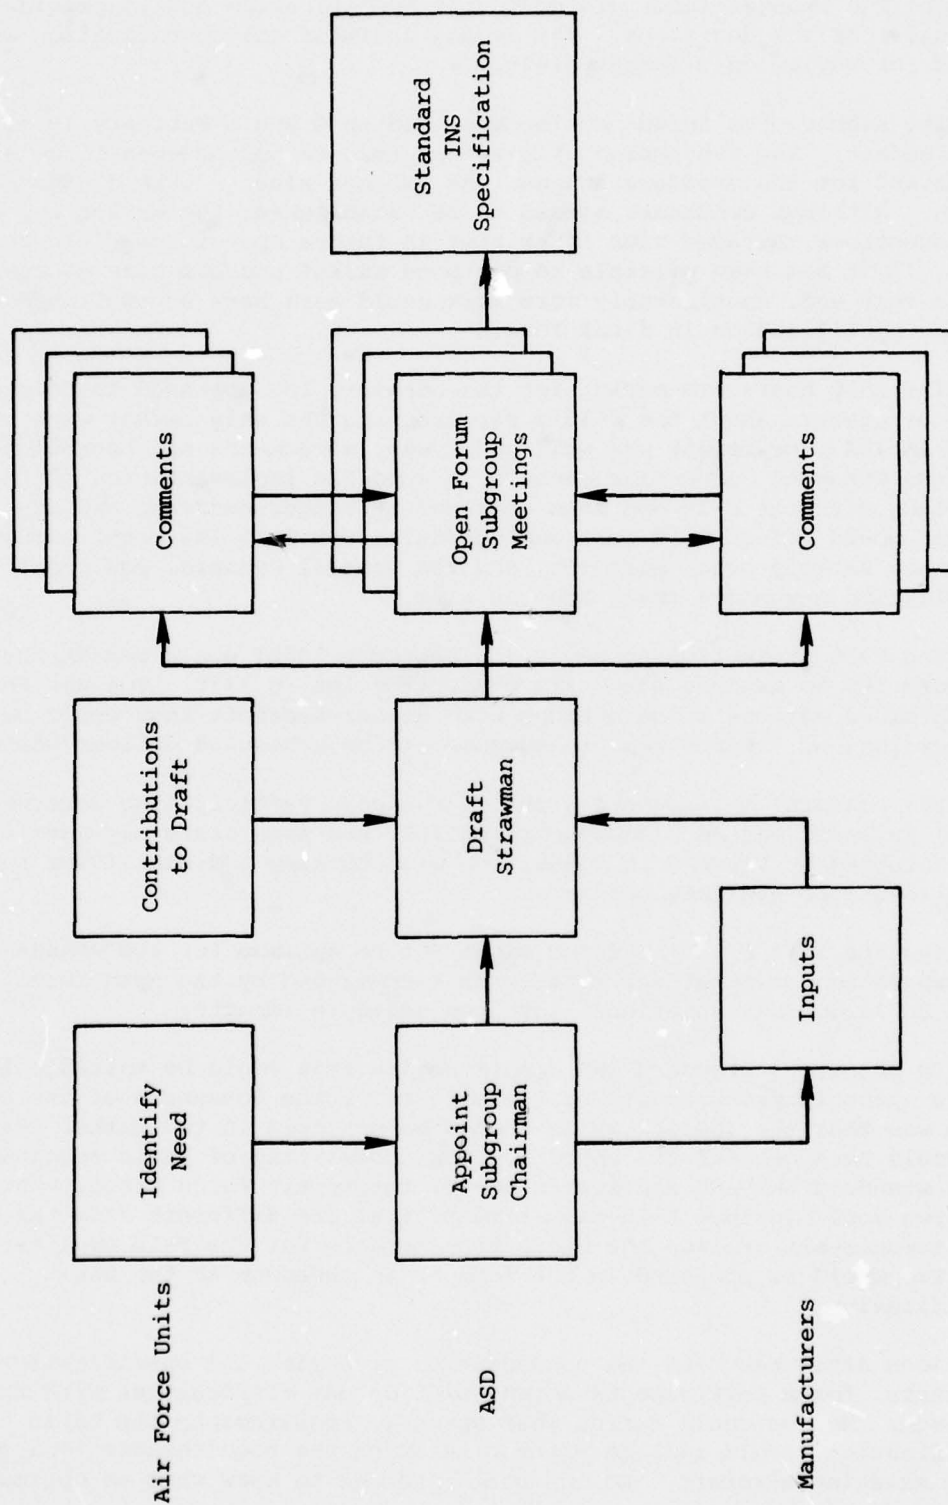 Air Force Units
Identify
Need
Contributions
to Draft
Comments
ASD
Appoint
Subgroup
Chairman
Draft
Strawman
Open Forum
Subgroup
Meetings
Standard
INS
Specification
Manufacturers
Inputs
Comments